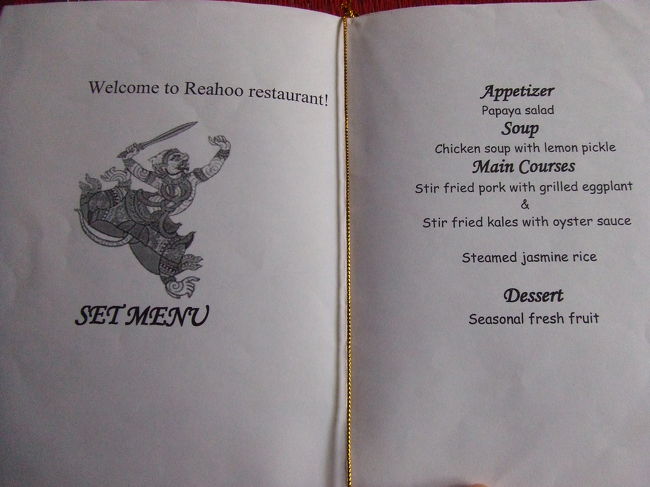 Welcome to Reahoo restaurant!
SET MENU
Appetizer
Papaya salad
Soup
Chicken soup with lemon pickle
Main Courses
Stir fried pork with grilled eggplant
&
Stir fried kales with oyster sauce
Steamed jasmine rice
Dessert
Seasonal fresh fruit